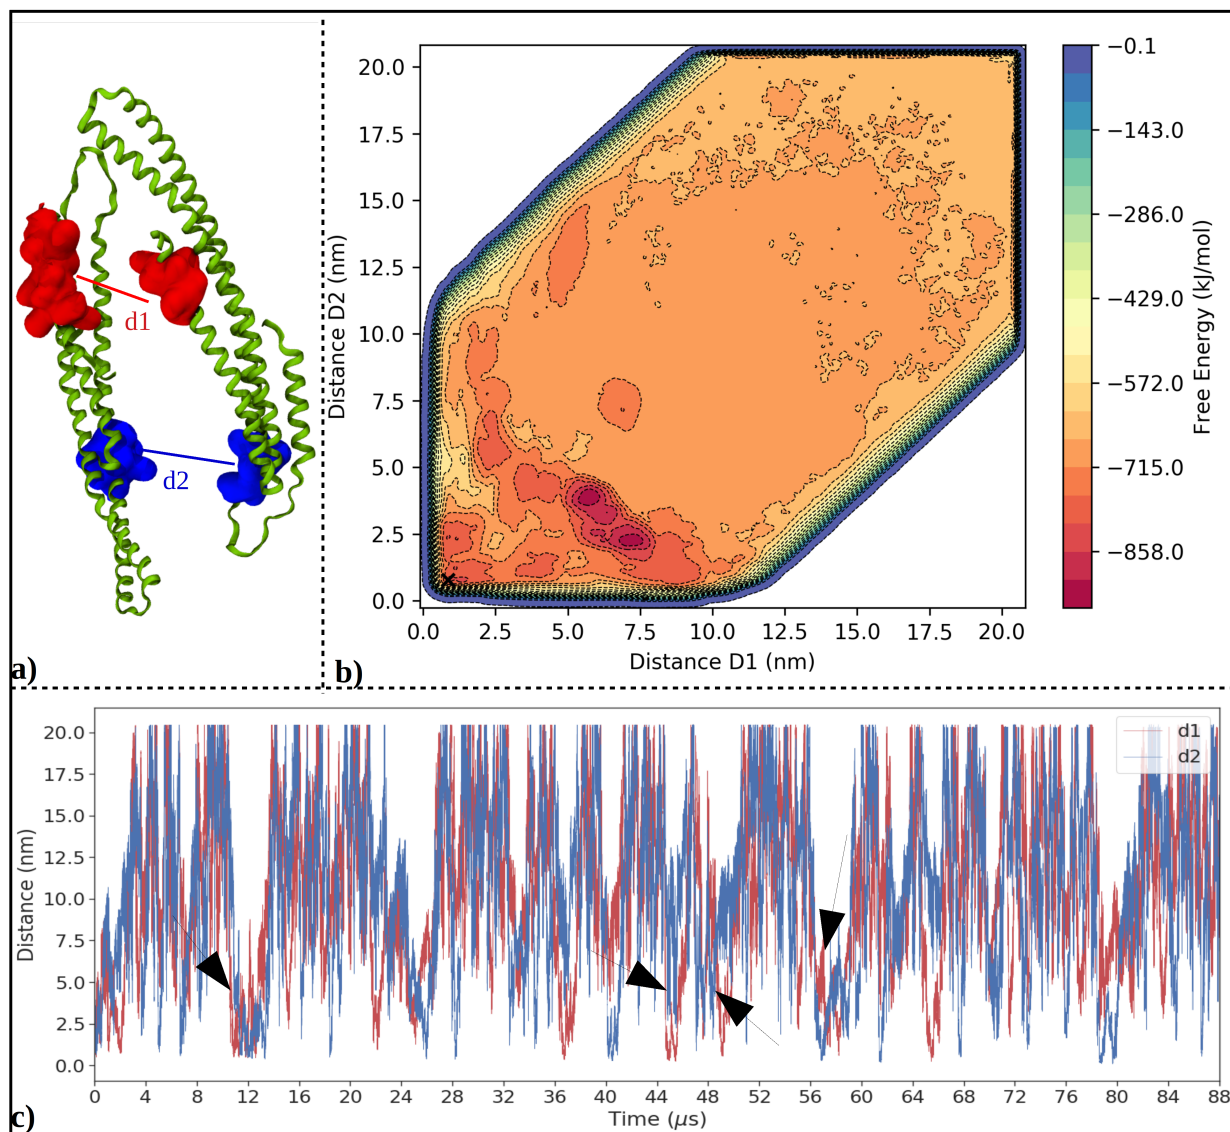 d1
d2
a)
20.0
17.5
15.0
12.5
10.0
7.5
5.0
2.5
0.0
Distance D2 (nm)
0.0 2.5 5.0 7.5 10.0 12.5 15.0 17.5 20.0
Distance D1 (nm)
−0.1
−143.0
−286.0
−429.0
−572.0
−715.0
−858.0
Free Energy (kJ/mol)
b)
20.0
17.5
15.0
12.5
10.0
7.5
5.0
2.5
0.0
Distance (nm)
d1
d2
0 4 8 12 16 20 24 28 32 36 40 44 48 52 56 60 64 68 72 76 80 84 88
Time (μs)
c)